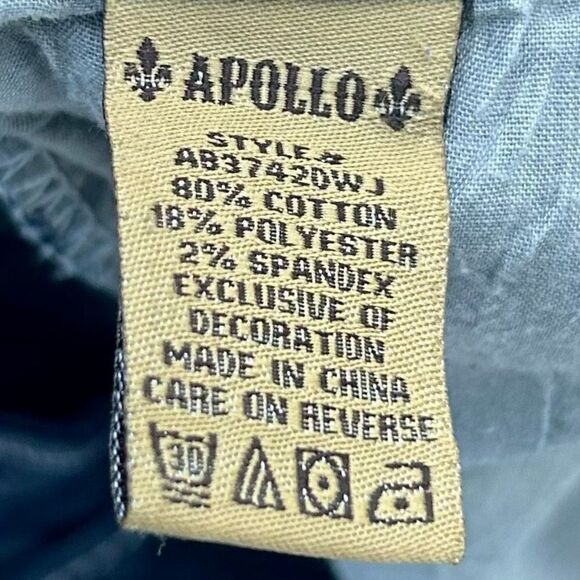 APOLLO
STYLE#
AB37420WJ
80% COTTON
18% POLYESTER
2% SPANDEX
EXCLUSIVE OF
DECORATION
MADE IN CHINA
CARE ON REVERSE
30